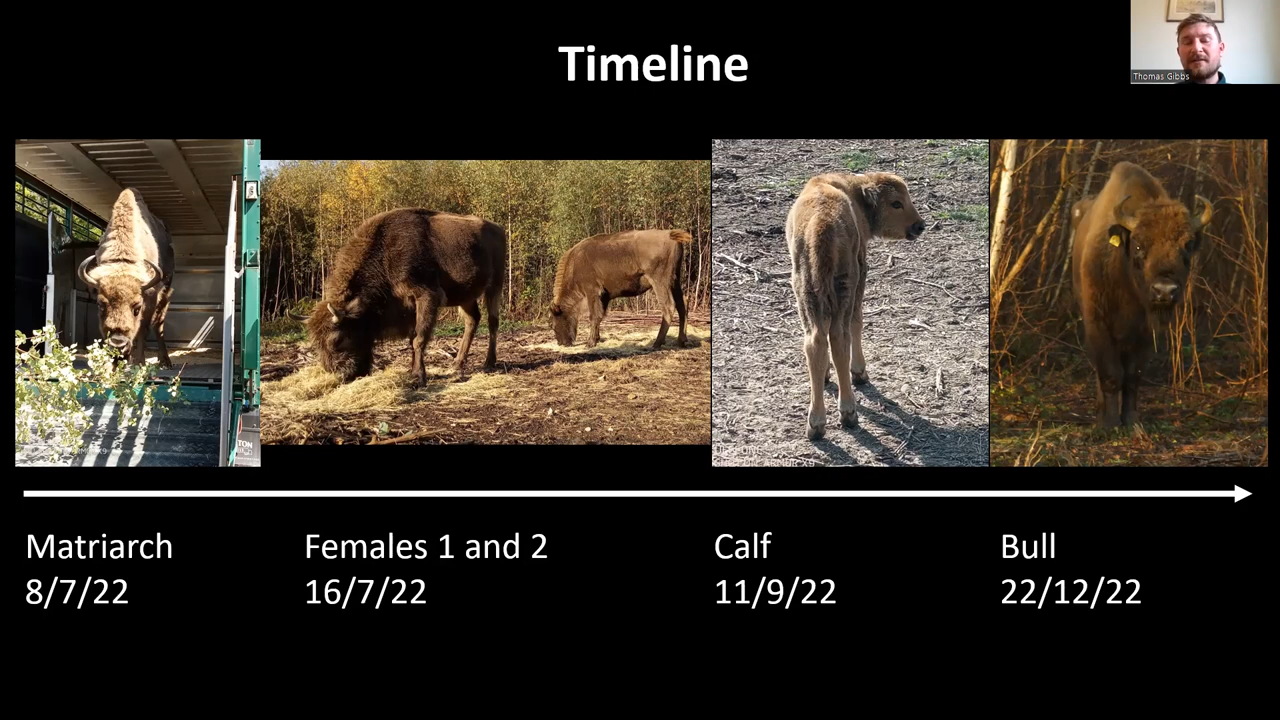 Timeline
Thomas Gibbs
TON
Matriarch
8/7/22
Females 1 and 2
16/7/22
Calf
11/9/22
Bull
22/12/22